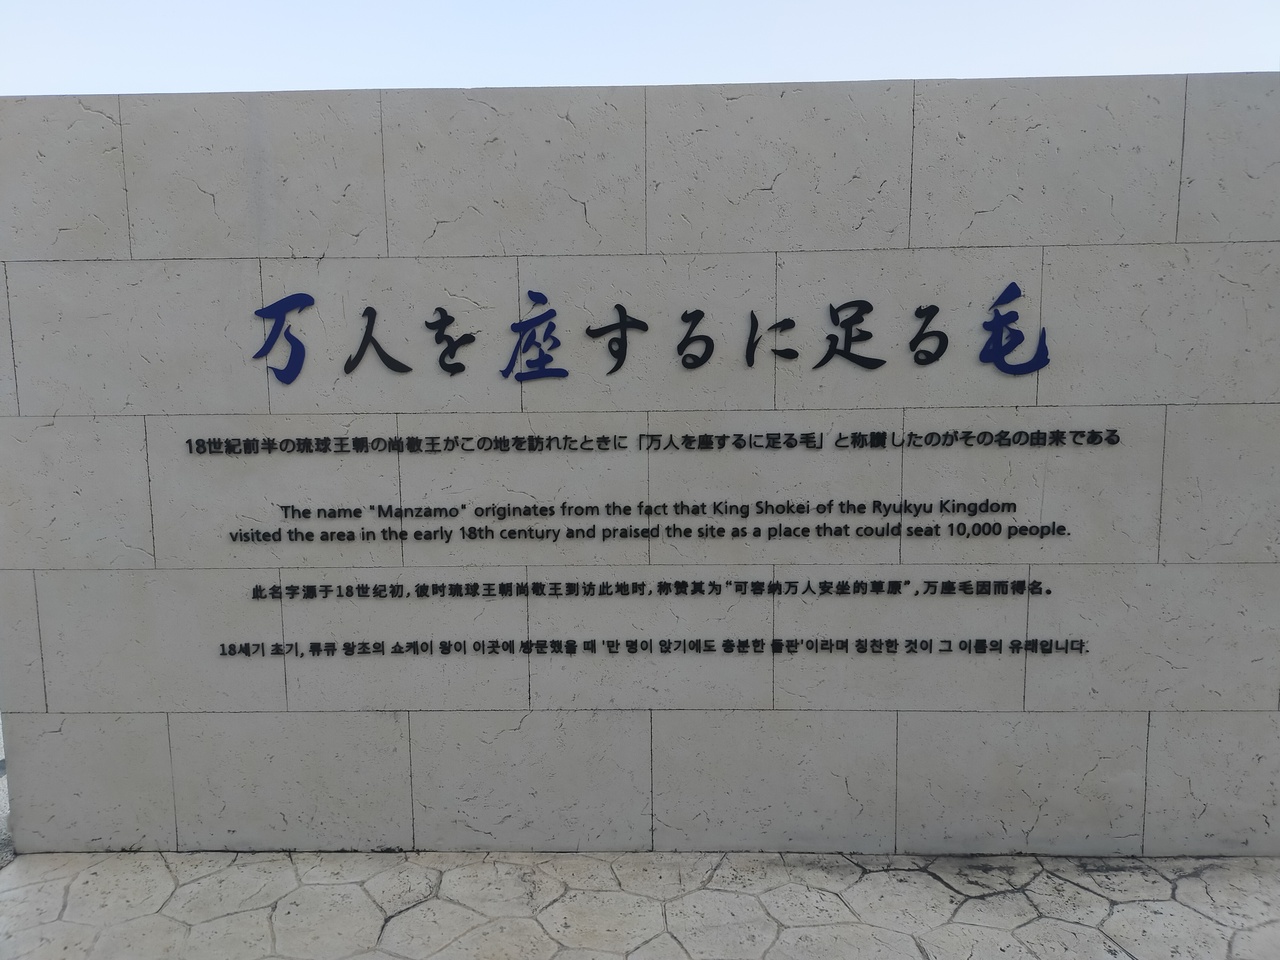 万人を座するに足る毛
18世紀前半の琉球王朝の尚敬王がこの地を訪れたときに「万人を座するに足る毛」と称讃したのがその名の由来である
The name "Manzamo" originates from the fact that King Shokei of the Ryukyu Kingdom
visited the area in the early 18th century and praised the site as a place that could seat 10,000 people.
此名字源于18世纪初，彼时琉球王朝尚敬王到访此地时，称赞其为“可容纳万人安坐的草原”，万座毛因而得名。
18세기 초기, 류큐 왕조의 쇼케이 왕이 이곳에 방문했을 때 '만 명이 앉기에도 충분한 들판'이라며 칭찬한 것이 그 이름의 유래입니다.